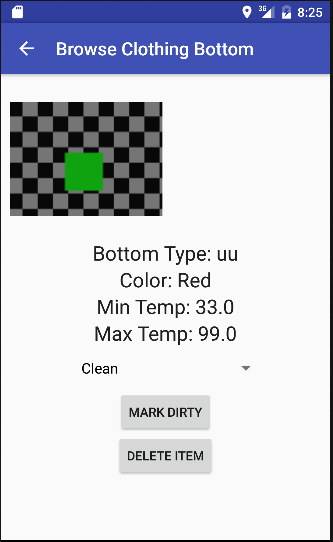 3G 8:25
Browse Clothing Bottom
Bottom Type: uu
Color: Red
Min Temp: 33.0
Max Temp: 99.0
Clean
MARK DIRTY
DELETE ITEM